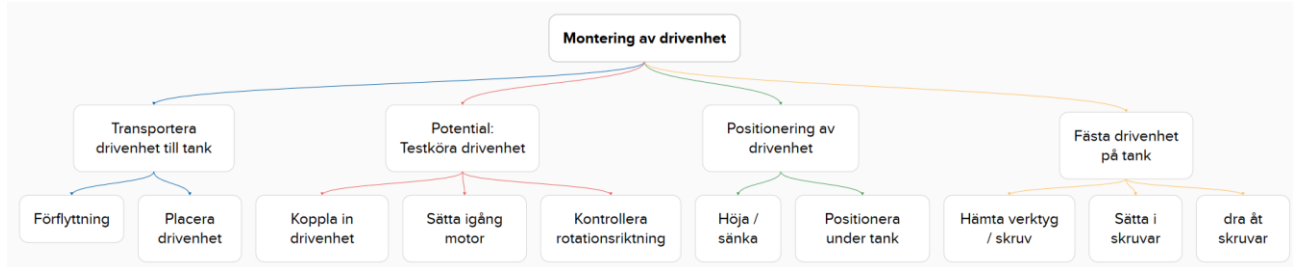 Montering av drivenhet
Transportera
drivenhet till tank
Potential:
Testköra drivenhet
Positionering av
drivenhet
Fästa drivenhet
på tank
Förflyttning
Placera
drivenhet
Koppla in
drivenhet
Sätta igång
motor
Kontrollera
rotationsriktning
Höja /
sänka
Positionera
under tank
Hämta verktyg
/ skruv
Sätta i
skruvar
dra åt
skruvar